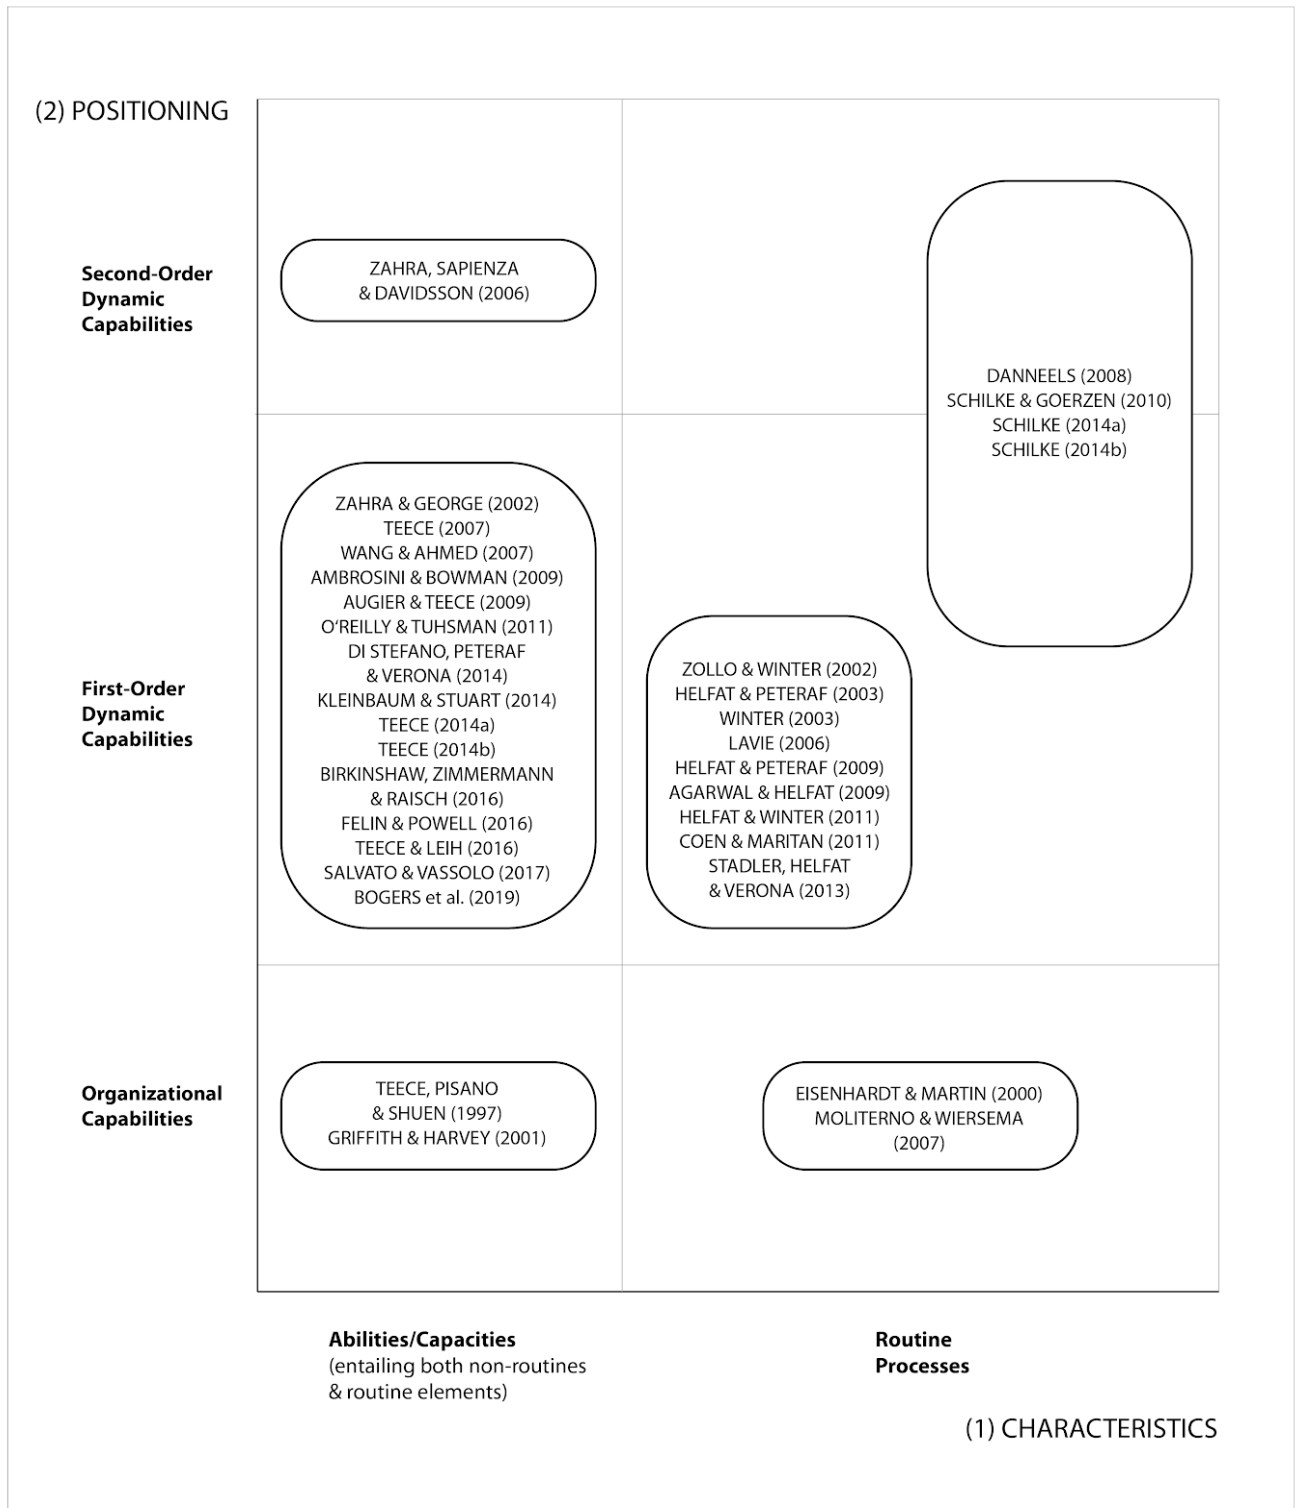 (2) POSITIONING
Second-Order
Dynamic
Capabilities
ZAHRA, SAPIENZA
& DAVIDSSON (2006)
DANNEELS (2008)
SCHILKE & GOERZEN (2010)
SCHILKE (2014a)
SCHILKE (2014b)
First-Order
Dynamic
Capabilities
ZAHRA & GEORGE (2002)
TEECE (2007)
WANG & AHMED (2007)
AMBROSINI & BOWMAN (2009)
AUGIER & TEECE (2009)
O‘REILLY & TUHSMAN (2011)
DI STEFANO, PETERAF
& VERONA (2014)
KLEINBAUM & STUART (2014)
TEECE (2014a)
TEECE (2014b)
BIRKINSHAW, ZIMMERMANN
& RAISCH (2016)
FELIN & POWELL (2016)
TEECE & LEIH (2016)
SALVATO & VASSOLO (2017)
BOGERS et al. (2019)
ZOLLO & WINTER (2002)
HELFAT & PETERAF (2003)
WINTER (2003)
LAVIE (2006)
HELFAT & PETERAF (2009)
AGARWAL & HELFAT (2009)
HELFAT & WINTER (2011)
COEN & MARITAN (2011)
STADLER, HELFAT
& VERONA (2013)
Organizational
Capabilities
TEECE, PISANO
& SHUEN (1997)
GRIFFITH & HARVEY (2001)
EISENHARDT & MARTIN (2000)
MOLITERNO & WIERSEMA
(2007)
Abilities/Capacities
(entailing both non-routines
& routine elements)
Routine
Processes
(1) CHARACTERISTICS